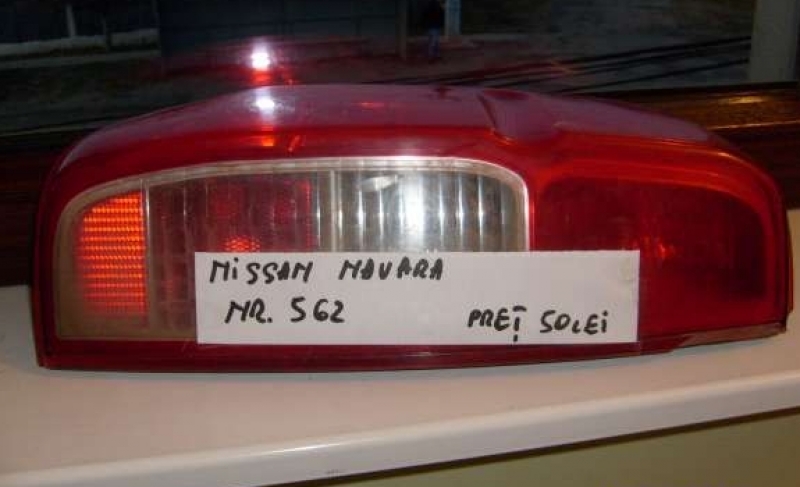 NISSAN NAVARA
NR. 562
PREȚ 50LEI